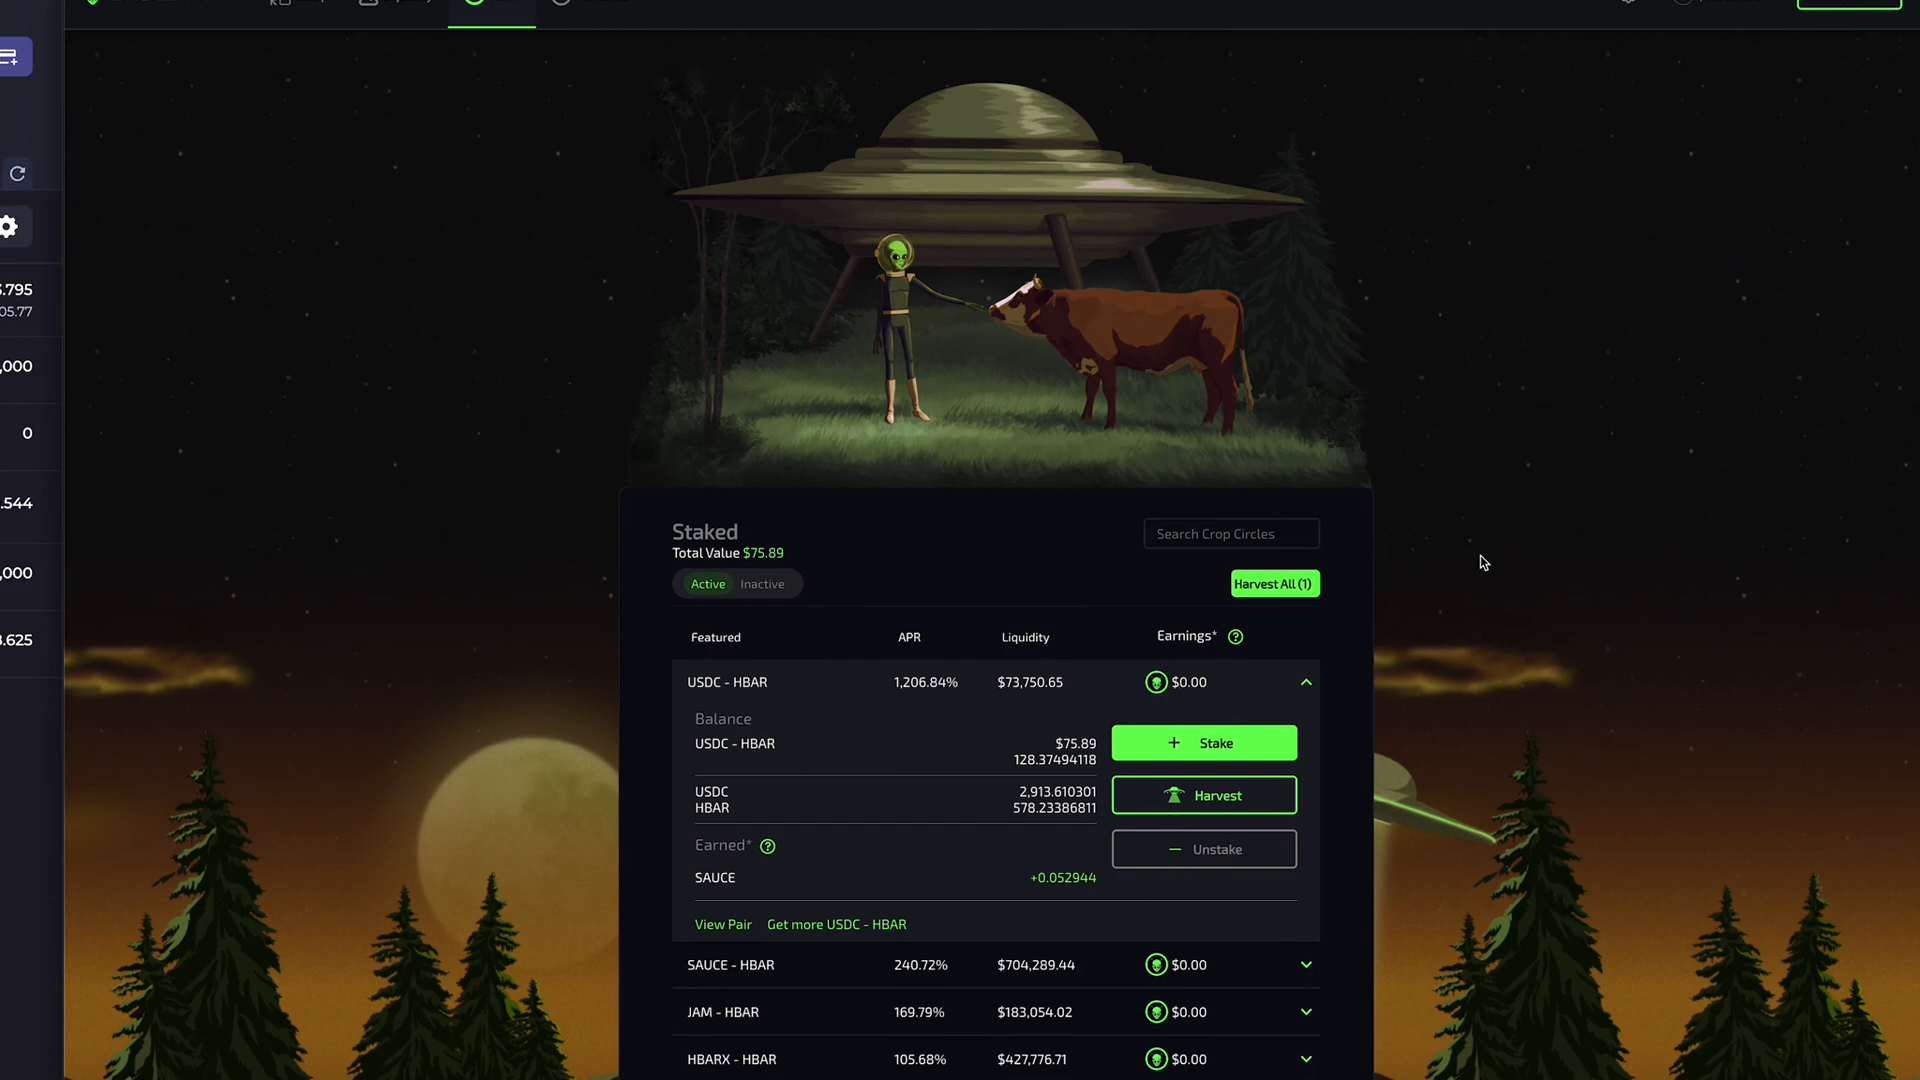 5.795
05.77
,000
0
.544
,000
3.625
Staked
Search Crop Circles
Total Value $75.89
Active Inactive
Harvest All (1)
Featured APR Liquidity Earnings*
USDC - HBAR 1,206.84% $73,750.65 $0.00
Balance
USDC - HBAR $75.89
128.37494118
+ Stake
USDC 2,913.610301
HBAR 578.23386811
Harvest
Earned*
Unstake
SAUCE +0.052944
View Pair Get more USDC - HBAR
SAUCE - HBAR 240.72% $704,289.44 $0.00
JAM - HBAR 169.79% $183,054.02 $0.00
HBARX - HBAR 105.68% $427,776.71 $0.00